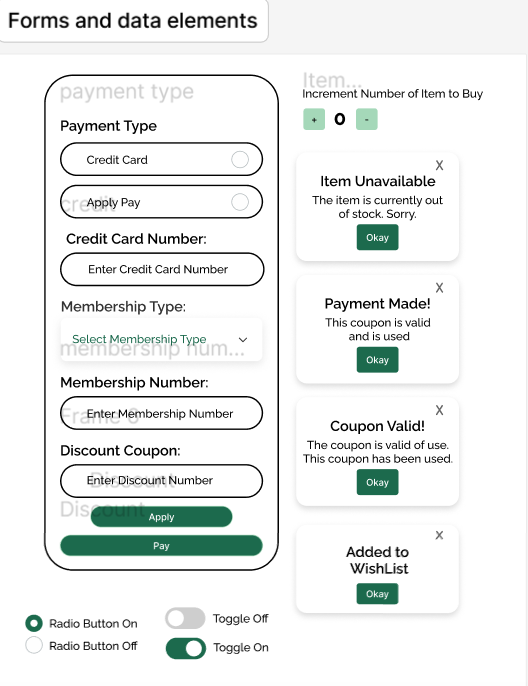 Forms and data elements
payment type
Payment Type
Credit Card
credit
Apply Pay
Credit Card Number:
Enter Credit Card Number
Membership Type:
Select Membership Type
membership num...
Membership Number:
Frame 6
Enter Membership Number
Discount Coupon:
Discount
Enter Discount Number
Discount
Apply
Pay
Radio Button On
Radio Button Off
Toggle Off
Toggle On
Item...
Increment Number of Item to Buy
+ 0 -
X
Item Unavailable
The item is currently out
of stock. Sorry.
Okay
X
Payment Made!
This coupon is valid
and is used
Okay
X
Coupon Valid!
The coupon is valid of use.
This coupon has been used.
Okay
X
Added to
WishList
Okay